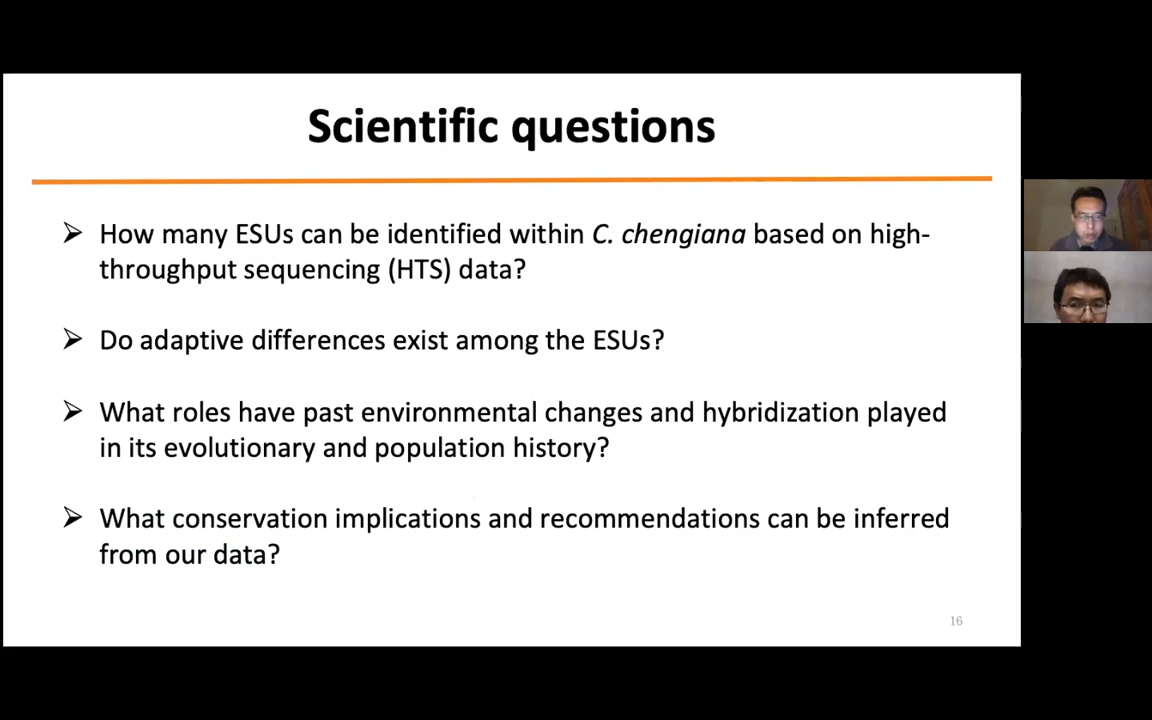 Scientific questions
How many ESUs can be identified within C. chengiana based on high-
throughput sequencing (HTS) data?
Do adaptive differences exist among the ESUs?
What roles have past environmental changes and hybridization played
in its evolutionary and population history?
What conservation implications and recommendations can be inferred
from our data?
16